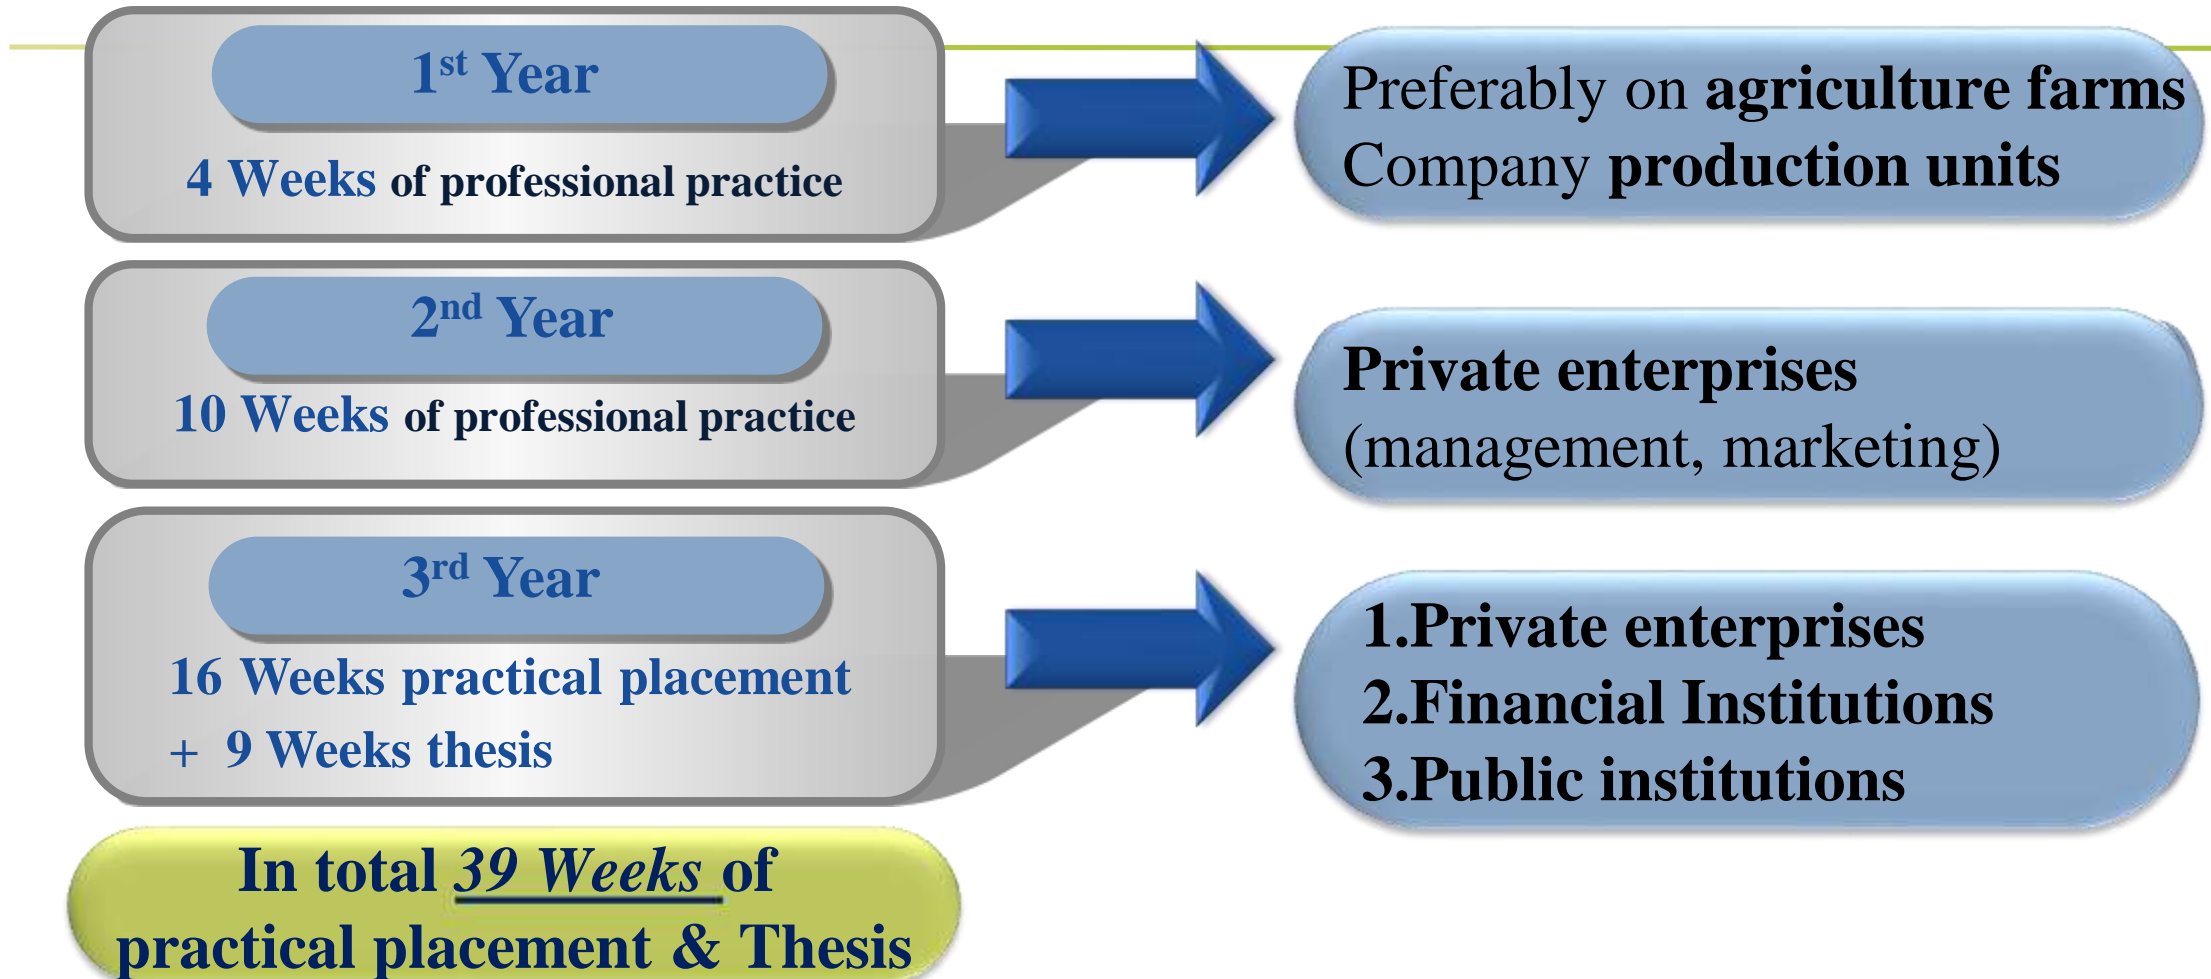 1st Year
4 Weeks of professional practice
Preferably on agriculture farms
Company production units
2nd Year
10 Weeks of professional practice
Private enterprises
(management, marketing)
3rd Year
16 Weeks practical placement
+ 9 Weeks thesis
1.Private enterprises
2.Financial Institutions
3.Public institutions
In total 39 Weeks of
practical placement & Thesis